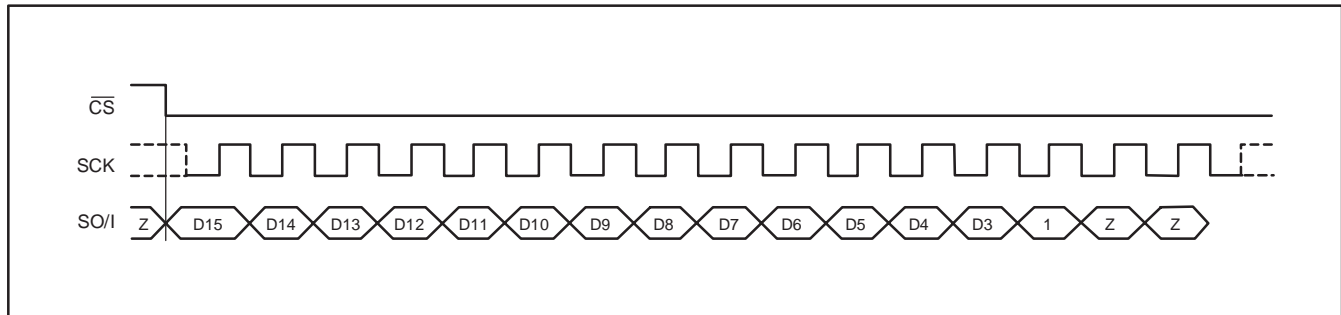 CS
SCK
SO/I Z D15 D14 D13 D12 D11 D10 D9 D8 D7 D6 D5 D4 D3 1 Z Z